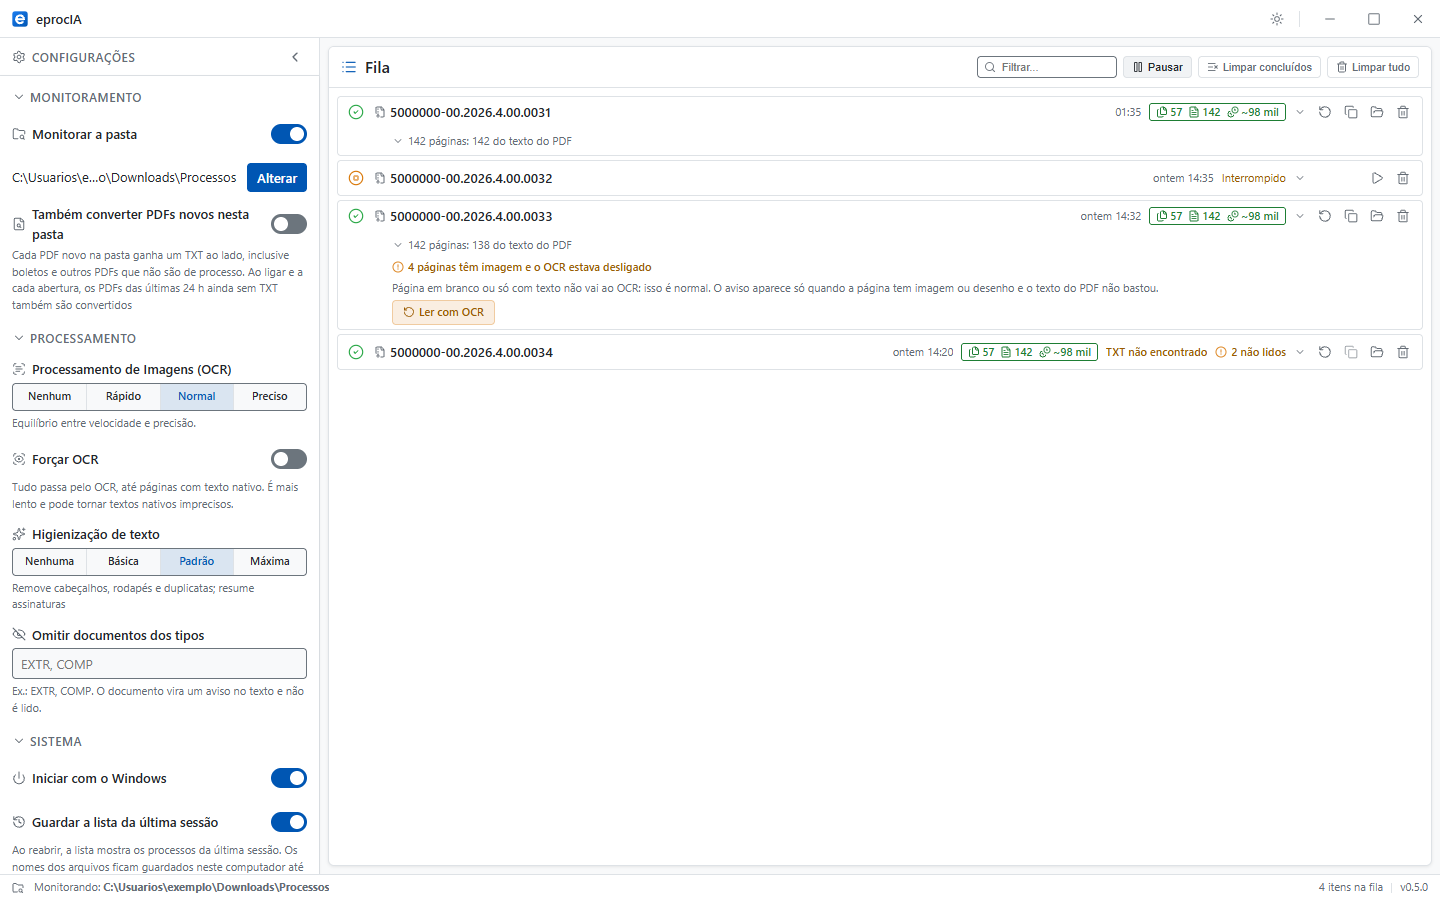 eprocIA
CONFIGURAÇÕES
MONITORAMENTO
Monitorar a pasta
C:\Usuarios\e...o\Downloads\Processos
Alterar
Também converter PDFs novos nesta
pasta
Cada PDF novo na pasta ganha um TXT ao lado, inclusive
boletos e outros PDFs que não são de processo. Ao ligar e a
cada abertura, os PDFs das últimas 24 h ainda sem TXT
também são convertidos
PROCESSAMENTO
Processamento de Imagens (OCR)
Nenhum Rápido Normal Preciso
Equilíbrio entre velocidade e precisão.
Forçar OCR
Tudo passa pelo OCR, até páginas com texto nativo. É mais
lento e pode tornar textos nativos imprecisos.
Higienização de texto
Nenhuma Básica Padrão Máxima
Remove cabeçalhos, rodapés e duplicatas; resume
assinaturas
Omitir documentos dos tipos
EXTR, COMP
Ex.: EXTR, COMP. O documento vira um aviso no texto e não
é lido.
SISTEMA
Iniciar com o Windows
Guardar a lista da última sessão
Ao reabrir, a lista mostra os processos da última sessão. Os
nomes dos arquivos ficam guardados neste computador até
Fila
Filtrar...
Pausar
Limpar concluídos
Limpar tudo
5000000-00.2026.4.00.0031 01:35 57 142 ~98 mil
142 páginas: 142 do texto do PDF
5000000-00.2026.4.00.0032 ontem 14:35 Interrompido
5000000-00.2026.4.00.0033 ontem 14:32 57 142 ~98 mil
142 páginas: 138 do texto do PDF
4 páginas têm imagem e o OCR estava desligado
Página em branco ou só com texto não vai ao OCR: isso é normal. O aviso aparece só quando a página tem imagem ou desenho e o texto do PDF não bastou.
Ler com OCR
5000000-00.2026.4.00.0034 ontem 14:20 57 142 ~98 mil TXT não encontrado 2 não lidos
Monitorando: C:\Usuarios\exemplo\Downloads\Processos
4 itens na fila
v0.5.0